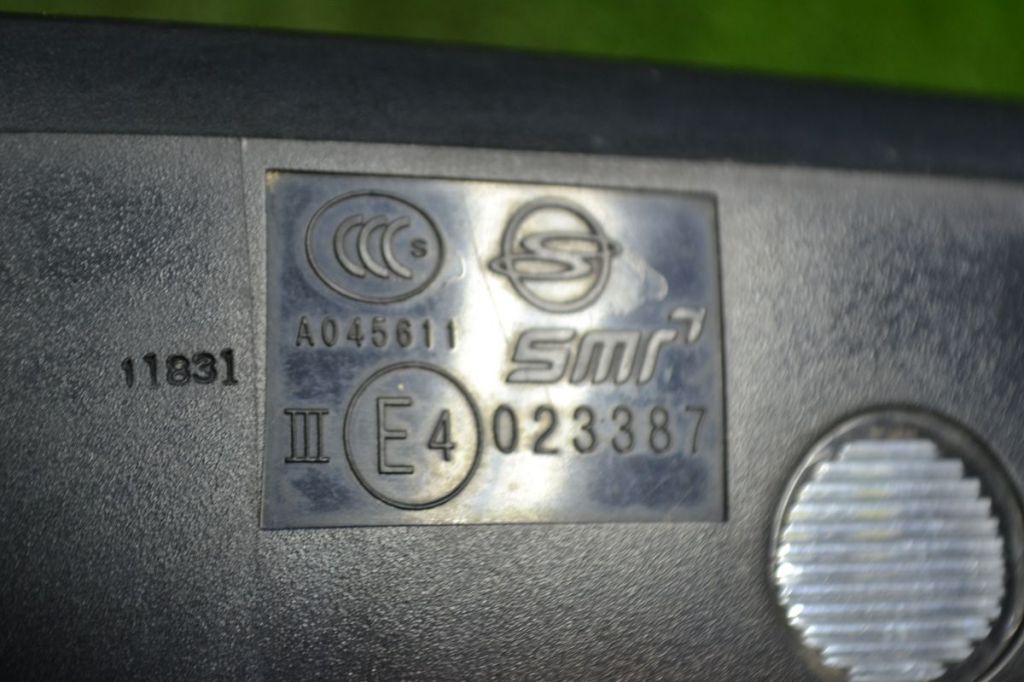 CCC S
A045611
S
SMR
11831
III E4 023387